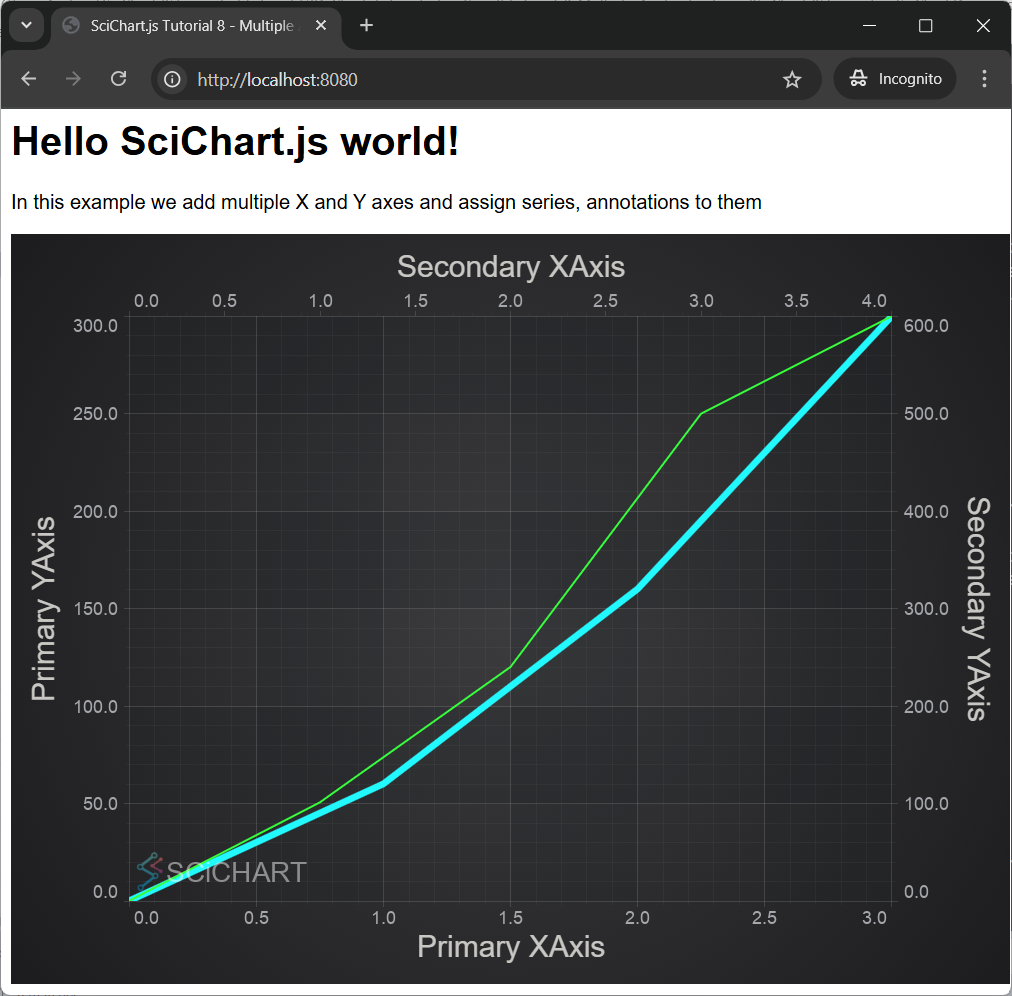 SciChart.js Tutorial 8 - Multiple
http://localhost:8080
Incognito
Hello SciChart.js world!
In this example we add multiple X and Y axes and assign series, annotations to them
Secondary XAxis
0.0 0.5 1.0 1.5 2.0 2.5 3.0 3.5 4.0
300.0 600.0
250.0 500.0
200.0 400.0
Primary YAxis
Secondary YAxis
150.0 300.0
100.0 200.0
50.0 100.0
SCICHART
0.0 0.0
0.0 0.5 1.0 1.5 2.0 2.5 3.0
Primary XAxis